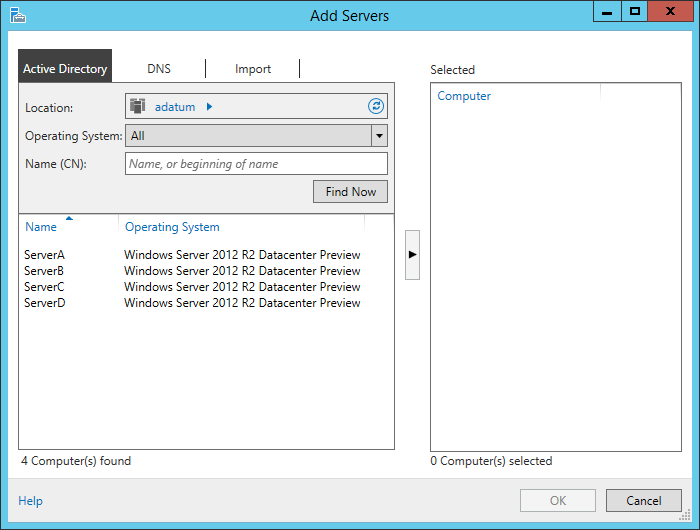 Add Servers
Active Directory DNS Import
Location: adatum
Operating System: All
Name (CN): Name, or beginning of name
Find Now
Name Operating System
ServerA Windows Server 2012 R2 Datacenter Preview
ServerB Windows Server 2012 R2 Datacenter Preview
ServerC Windows Server 2012 R2 Datacenter Preview
ServerD Windows Server 2012 R2 Datacenter Preview
4 Computer(s) found
Selected
Computer
0 Computer(s) selected
Help OK Cancel